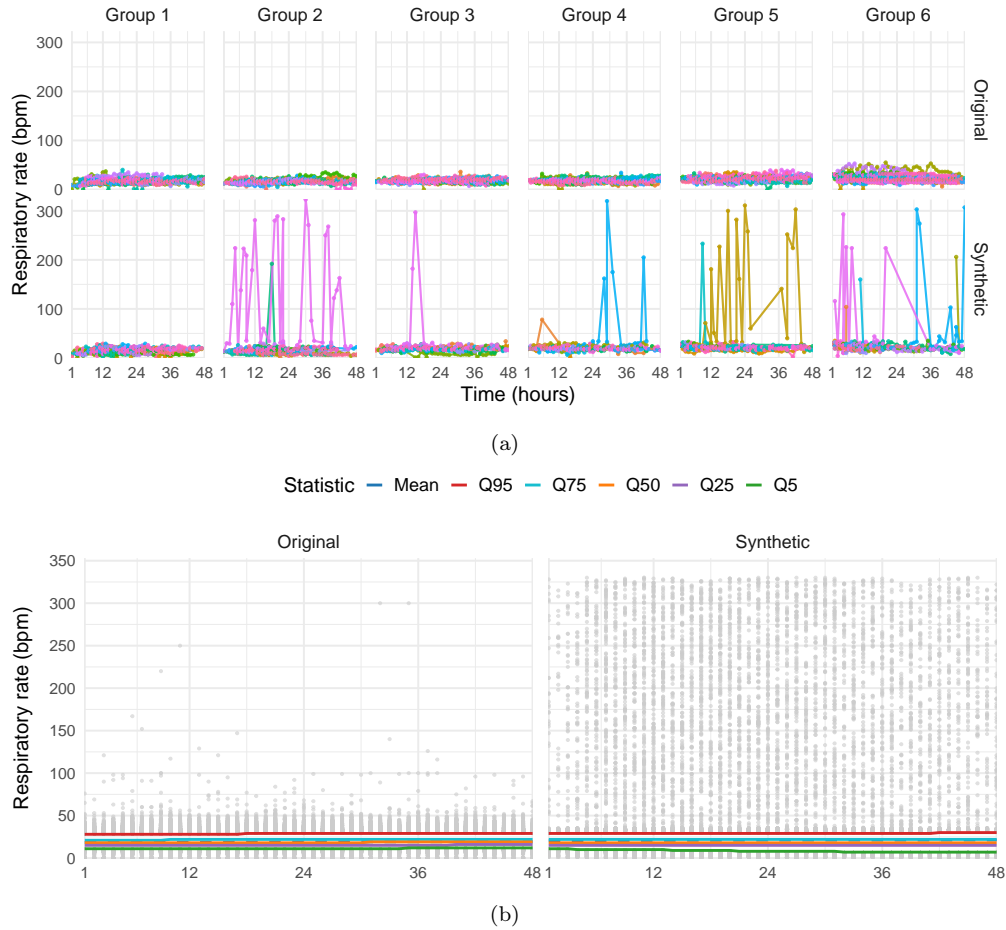 Group 1 Group 2 Group 3 Group 4 Group 5 Group 6
300
200
100
0
Original
300
200
100
0
Synthetic
Respiratory rate (bpm)
1 12 24 36 48 1 12 24 36 48 1 12 24 36 48 1 12 24 36 48 1 12 24 36 48 1 12 24 36 48
Time (hours)
(a)
Statistic Mean Q95 Q75 Q50 Q25 Q5
Original Synthetic
350
300
250
200
150
100
50
0
Respiratory rate (bpm)
1 12 24 36 48 1 12 24 36 48
(b)